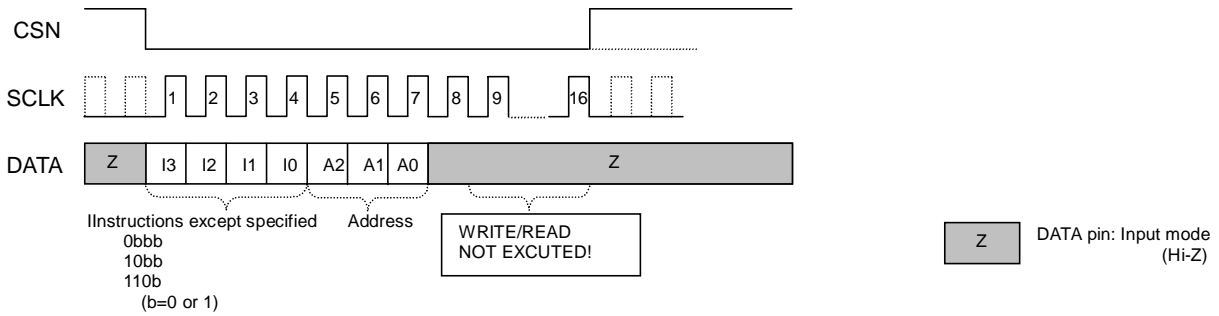 CSN
SCLK 1 2 3 4 5 6 7 8 9 16
DATA Z I3 I2 I1 I0 A2 A1 A0 Z
IInstructions except specified Address
0bbb
10bb
110b
(b=0 or 1)
WRITE/READ
NOT EXCUTED!
Z DATA pin: Input mode
(Hi-Z)